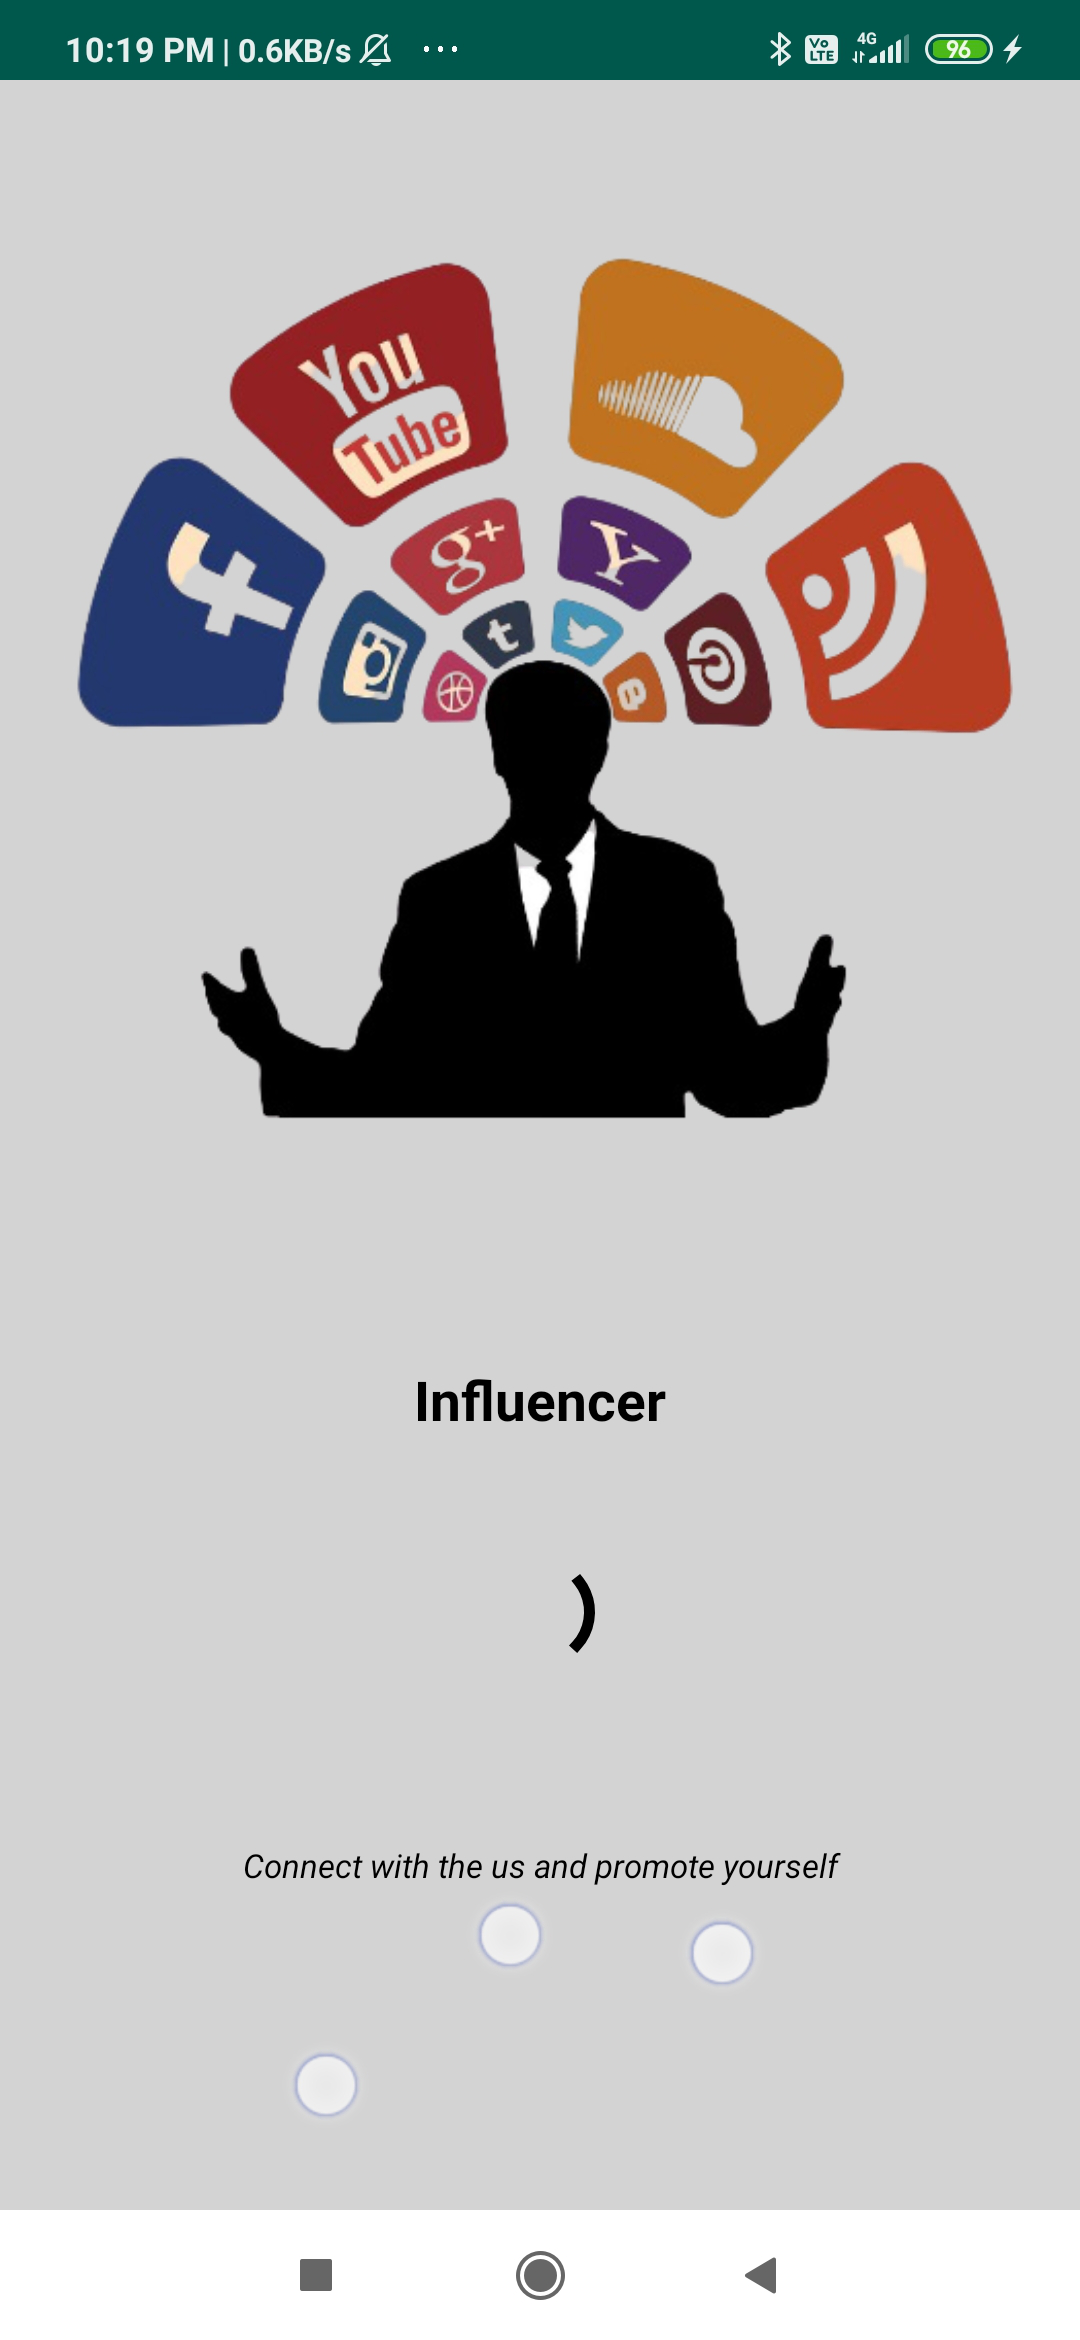 10:19 PM | 0.6KB/s ... Vo LTE 4G 96
You
Tube
f
g+ Y
t
Influencer
Connect with the us and promote yourself